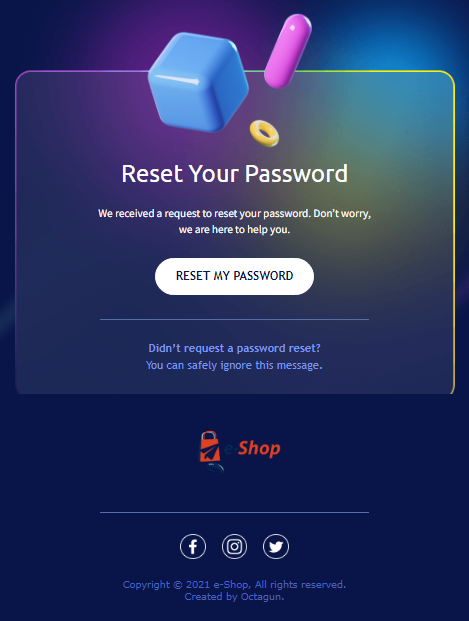 Reset Your Password
We received a request to reset your password. Don't worry,
we are here to help you.
RESET MY PASSWORD
Didn't request a password reset?
You can safely ignore this message.
e-Shop
Copyright © 2021 e-Shop, All rights reserved.
Created by Octagun.